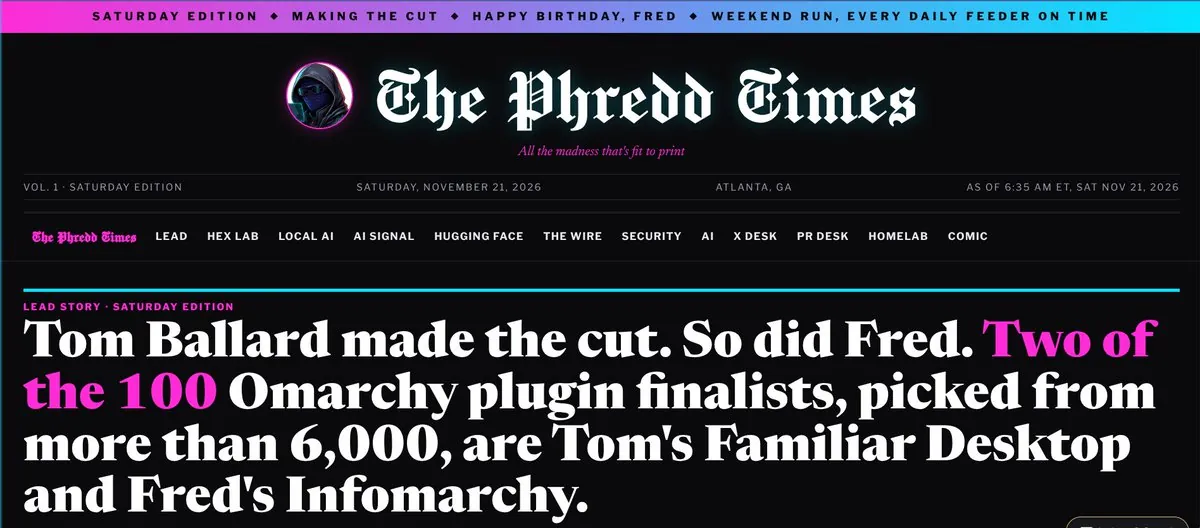 SATURDAY EDITION ◆ MAKING THE CUT ◆ HAPPY BIRTHDAY, FRED ◆ WEEKEND RUN, EVERY DAILY FEEDER ON TIME
The Phredd Times
All the madness that's fit to print
VOL. 1 · SATURDAY EDITION SATURDAY, NOVEMBER 21, 2026 ATLANTA, GA AS OF 6:35 AM ET, SAT NOV 21, 2026
The Phredd Times LEAD HEX LAB LOCAL AI AI SIGNAL HUGGING FACE THE WIRE SECURITY AI X DESK PR DESK HOMELAB COMIC
LEAD STORY · SATURDAY EDITION
Tom Ballard made the cut. So did Fred. Two of
the 100 Omarchy plugin finalists, picked from
more than 6,000, are Tom's Familiar Desktop
and Fred's Infomarchy.